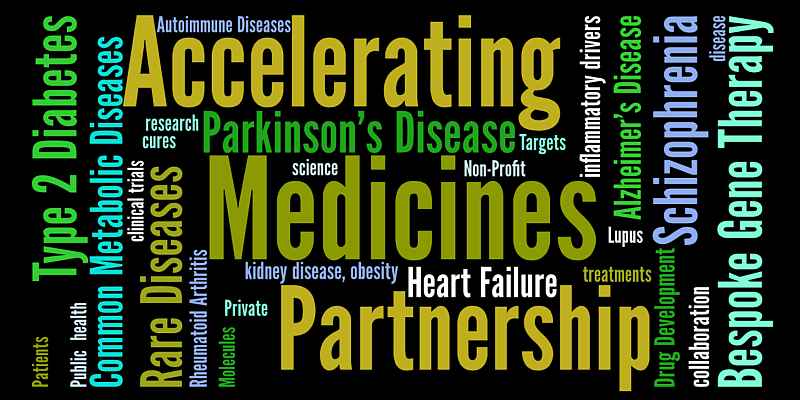 Type 2 Diabetes
Patients
Public health
Common Metabolic Diseases
clinical trials
Rare Diseases
Rheumatoid Arthritis
Molecules
Autoimmune Diseases
Accelerating
research
cures
Parkinson's Disease
Targets
science
Non-Profit
Medicines
Lupus
kidney disease, obesity
Heart Failure
treatments
Private
Partnership
inflammatory drivers
Alzheimer's Disease
Schizophrenia
disease
Drug Development
collaboration
Bespoke Gene Therapy